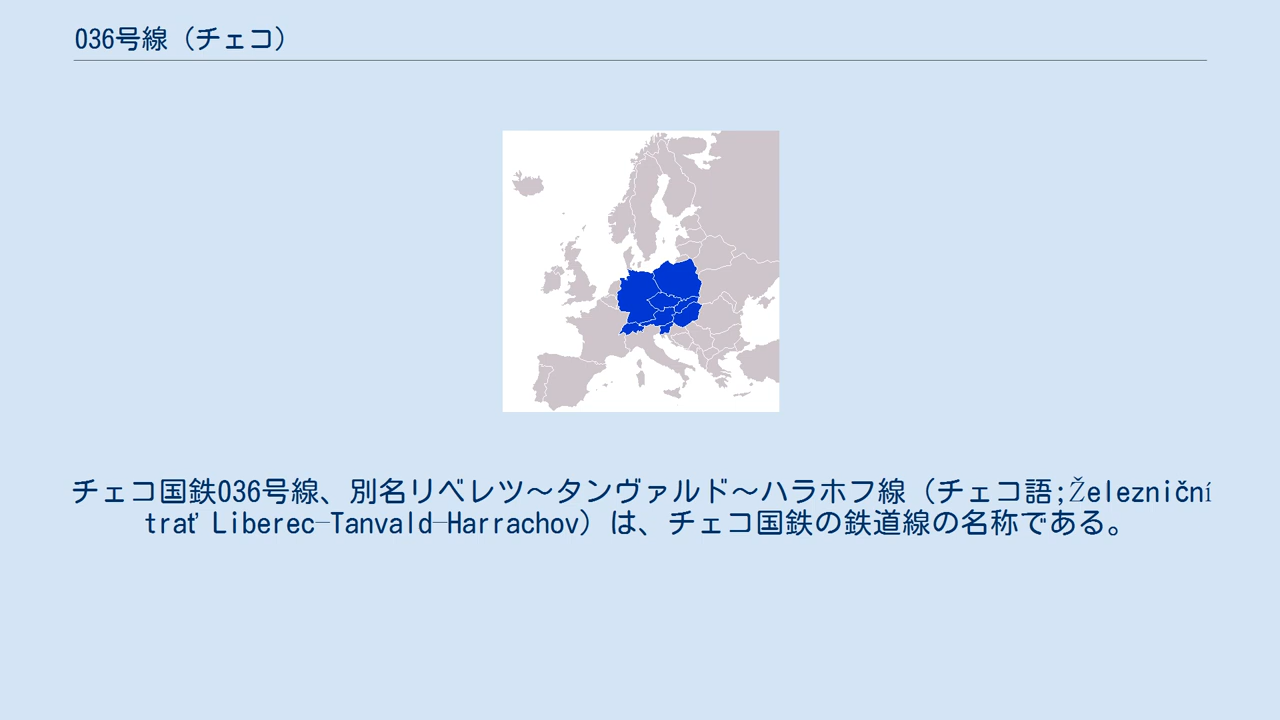 036号線（チェコ）
チェコ国鉄036号線、別名リベレツ〜タンヴァルド〜ハラホフ線（チェコ語;Železniční
trať Liberec–Tanvald–Harrachov）は、チェコ国鉄の鉄道線の名称である。